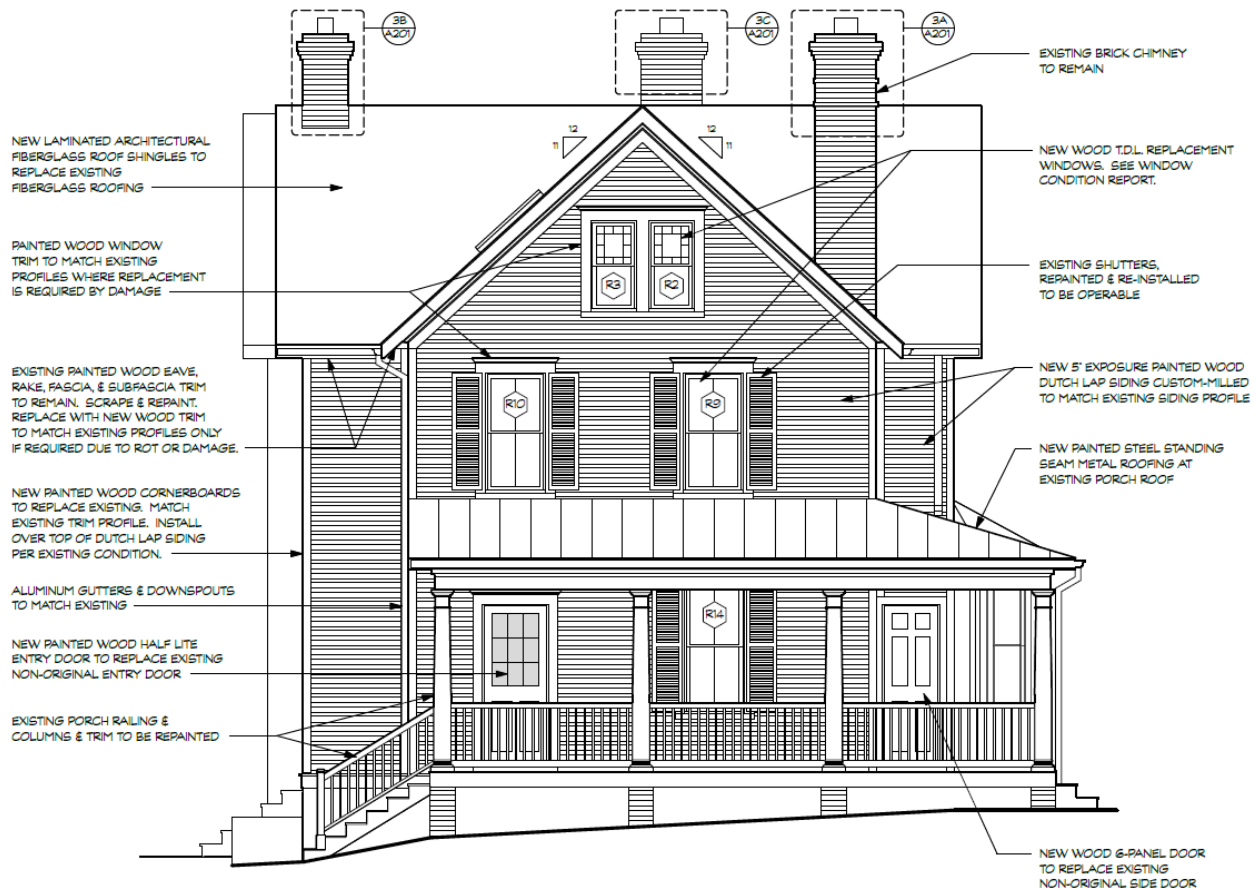 3B
A201
3C
A201
3A
A201
EXISTING BRICK CHIMNEY
TO REMAIN
NEW LAMINATED ARCHITECTURAL
FIBERGLASS ROOF SHINGLES TO
REPLACE EXISTING
FIBERGLASS ROOFING
12
11
12
11
NEW WOOD T.D.L. REPLACEMENT
WINDOWS. SEE WINDOW
CONDITION REPORT.
PAINTED WOOD WINDOW
TRIM TO MATCH EXISTING
PROFILES WHERE REPLACEMENT
IS REQUIRED BY DAMAGE
R3
R2
EXISTING SHUTTERS,
REPAINTED & RE-INSTALLED
TO BE OPERABLE
EXISTING PAINTED WOOD EAVE,
RAKE, FASCIA, & SUBFASCIA TRIM
TO REMAIN. SCRAPE & REPAINT.
REPLACE WITH NEW WOOD TRIM
TO MATCH EXISTING PROFILES ONLY
IF REQUIRED DUE TO ROT OR DAMAGE.
R10
R9
NEW 5" EXPOSURE PAINTED WOOD
DUTCH LAP SIDING CUSTOM-MILLED
TO MATCH EXISTING SIDING PROFILE
NEW PAINTED STEEL STANDING
SEAM METAL ROOFING AT
EXISTING PORCH ROOF
NEW PAINTED WOOD CORNERBOARDS
TO REPLACE EXISTING. MATCH
EXISTING TRIM PROFILE. INSTALL
OVER TOP OF DUTCH LAP SIDING
PER EXISTING CONDITION.
ALUMINUM GUTTERS & DOWNSPOUTS
TO MATCH EXISTING
R14
NEW PAINTED WOOD HALF LITE
ENTRY DOOR TO REPLACE EXISTING
NON-ORIGINAL ENTRY DOOR
EXISTING PORCH RAILING &
COLUMNS & TRIM TO BE REPAINTED
NEW WOOD 6-PANEL DOOR
TO REPLACE EXISTING
NON-ORIGINAL SIDE DOOR